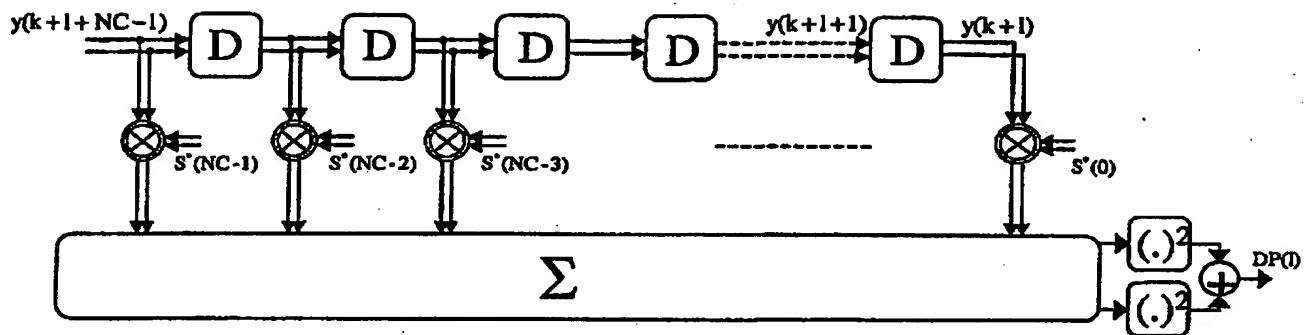 y(k+l+NC-1) D D D D y(k+l+1) D y(k+l)
S*(NC-1) S*(NC-2) S*(NC-3) S*(0)
Σ (.)² + DP(l)
(.)²